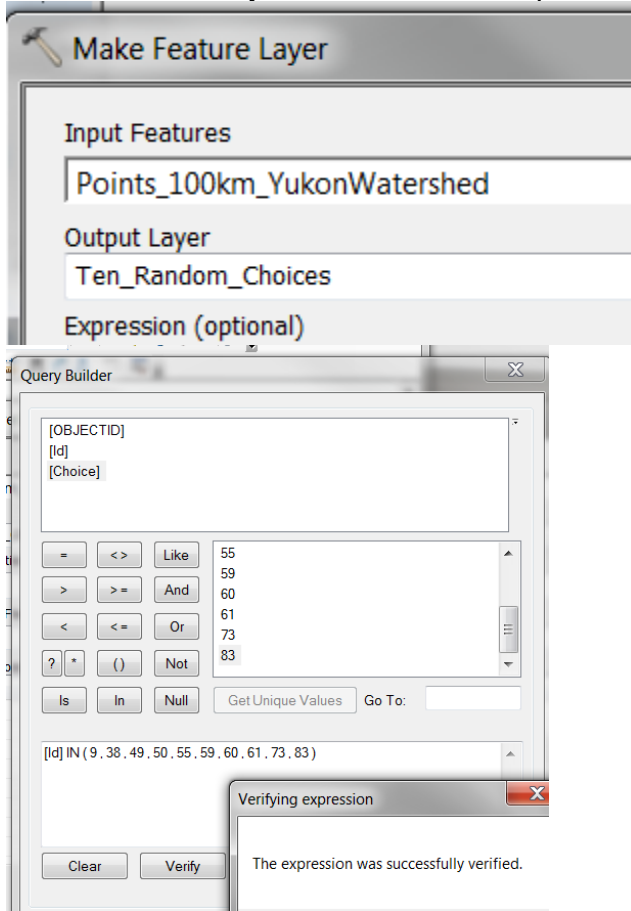 Make Feature Layer
Input Features
Points_100km_YukonWatershed
Output Layer
Ten_Random_Choices
Expression (optional)
Query Builder
[OBJECTID]
[Id]
[Choice]
= <> Like
> >= And
< <= Or
? * () Not
Is In Null
55
59
60
61
73
83
Get Unique Values Go To:
[Id] IN ( 9 , 38 , 49 , 50 , 55 , 59 , 60 , 61 , 73 , 83 )
Verifying expression
The expression was successfully verified.
Clear Verify